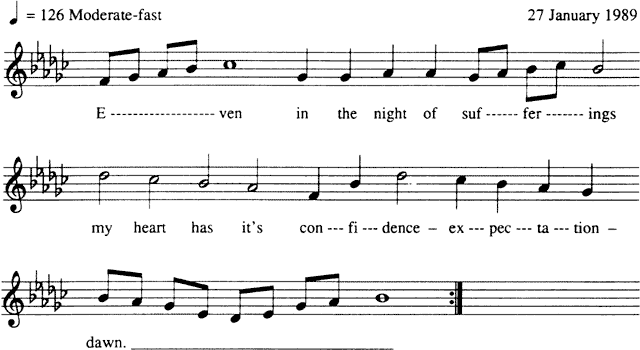 ♩ = 126 Moderate-fast 27 January 1989
E ------------------- ven in the night of suf ------ fer ------- ings
my heart has it's con --- fi --- dence – ex --- pec --- ta --- tion –
dawn. ________________________________